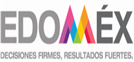 EDOMÉX
DECISIONES FIRMES, RESULTADOS FUERTES.